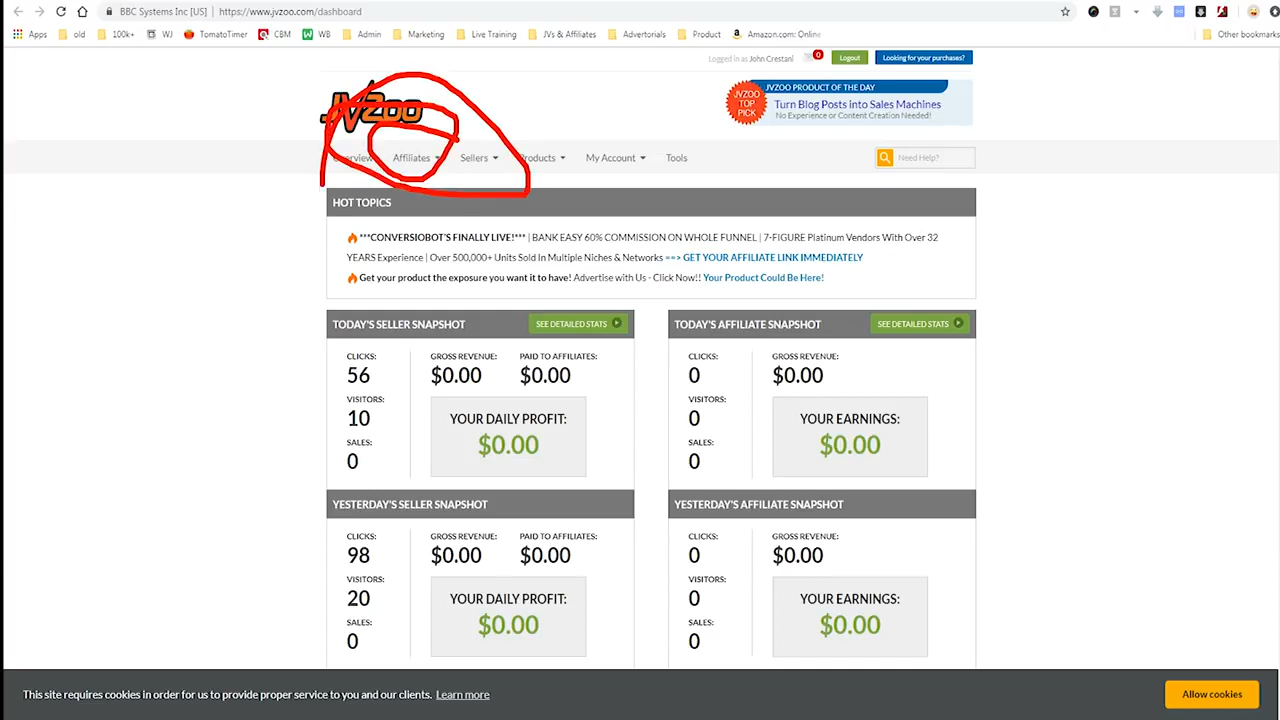 BBC Systems Inc [US] | https://www.jvzoo.com/dashboard
Apps old 100k+ WJ TomatoTimer CBM WB Admin Marketing Live Training JVs & Affiliates Advertorials Product Amazon.com: Onlin Other bookmarks
Logged in as John Crestani 0 Logout Looking for your purchases?
JVZoo
JVZOO TOP PICK
JVZOO PRODUCT OF THE DAY
Turn Blog Posts into Sales Machines
No Experience or Content Creation Needed!
Overview Affiliates Sellers Products My Account Tools Need Help?
HOT TOPICS
***CONVERSIOBOT'S FINALLY LIVE!*** | BANK EASY 60% COMMISSION ON WHOLE FUNNEL | 7-FIGURE Platinum Vendors With Over 32
YEARS Experience | Over 500,000+ Units Sold In Multiple Niches & Networks ==> GET YOUR AFFILIATE LINK IMMEDIATELY
Get your product the exposure you want it to have! Advertise with Us - Click Now!! Your Product Could Be Here!
TODAY'S SELLER SNAPSHOT SEE DETAILED STATS
CLICKS: GROSS REVENUE: PAID TO AFFILIATES:
56 $0.00 $0.00
VISITORS:
10
YOUR DAILY PROFIT:
$0.00
SALES:
0
TODAY'S AFFILIATE SNAPSHOT SEE DETAILED STATS
CLICKS: GROSS REVENUE:
0 $0.00
VISITORS:
0
YOUR EARNINGS:
$0.00
SALES:
0
YESTERDAY'S SELLER SNAPSHOT
CLICKS: GROSS REVENUE: PAID TO AFFILIATES:
98 $0.00 $0.00
VISITORS:
20
YOUR DAILY PROFIT:
$0.00
SALES:
0
YESTERDAY'S AFFILIATE SNAPSHOT
CLICKS: GROSS REVENUE:
0 $0.00
VISITORS:
0
YOUR EARNINGS:
$0.00
SALES:
0
This site requires cookies in order for us to provide proper service to you and our clients. Learn more
Allow cookies